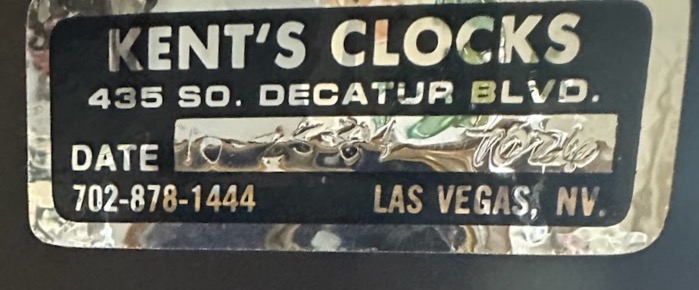 KENT'S CLOCKS
435 SO. DECATUR BLVD.
DATE
702-878-1444 LAS VEGAS, NV.